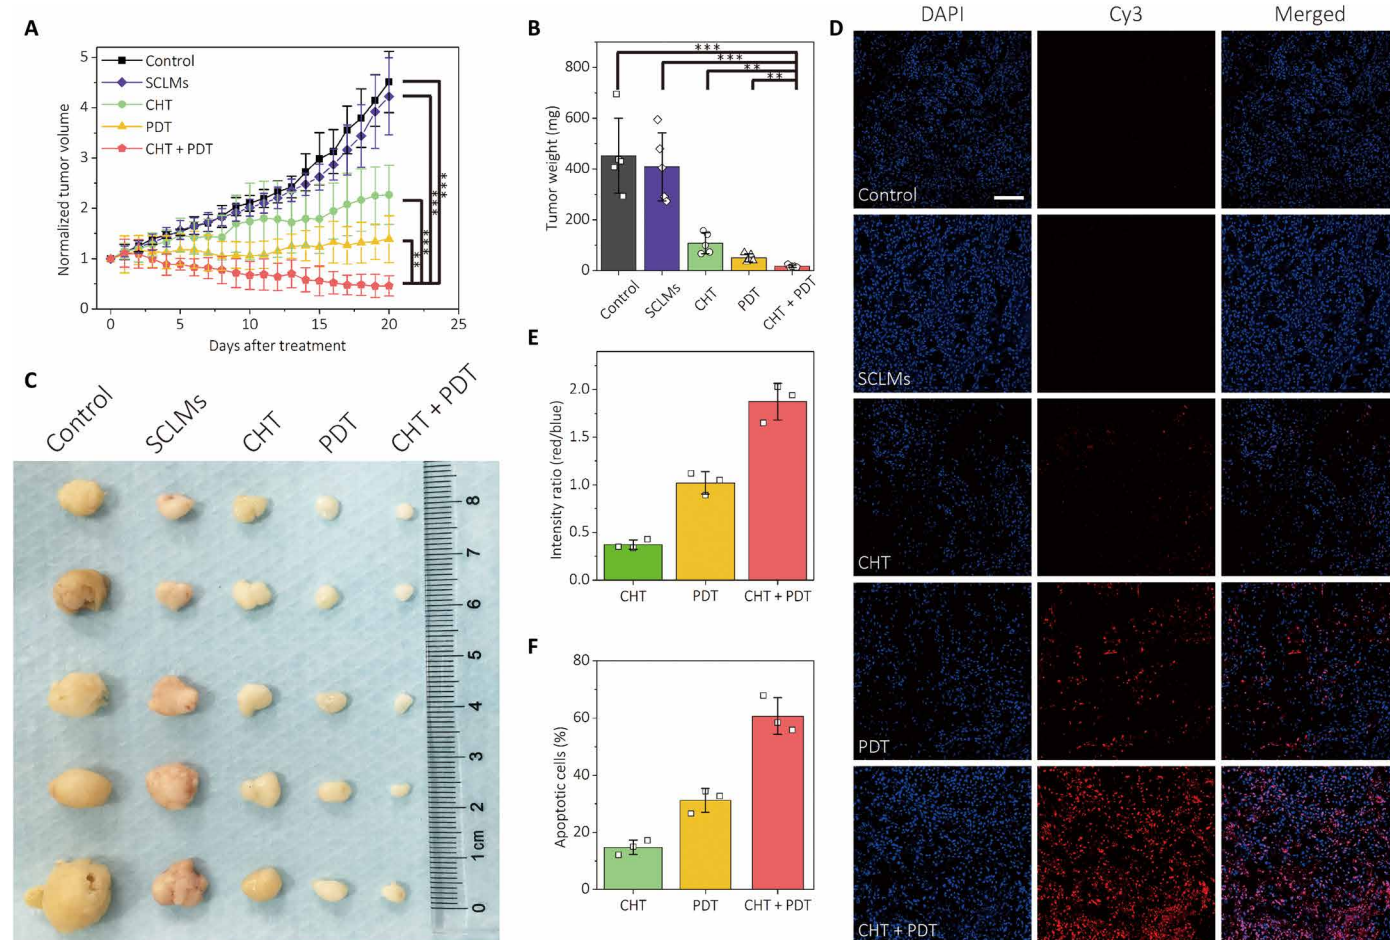 A
Normalized tumor volume
5
4
3
2
1
0
Control
SCLMs
CHT
PDT
CHT + PDT
***
***
***
**
0
5
10
15
20
25
Days after treatment
B
Tumor weight (mg)
800
600
400
200
0
***
***
**
**
Control
SCLMs
CHT
PDT
CHT + PDT
C
Control
SCLMs
CHT
PDT
CHT + PDT
8
7
6
5
4
3
2
1cm
0
D
DAPI
Cy3
Merged
Control
SCLMs
CHT
PDT
CHT + PDT
E
Intensity ratio (red/blue)
2.0
1.5
1.0
0.5
0.0
CHT
PDT
CHT + PDT
F
Apoptotic cells (%)
80
60
40
20
0
CHT
PDT
CHT + PDT